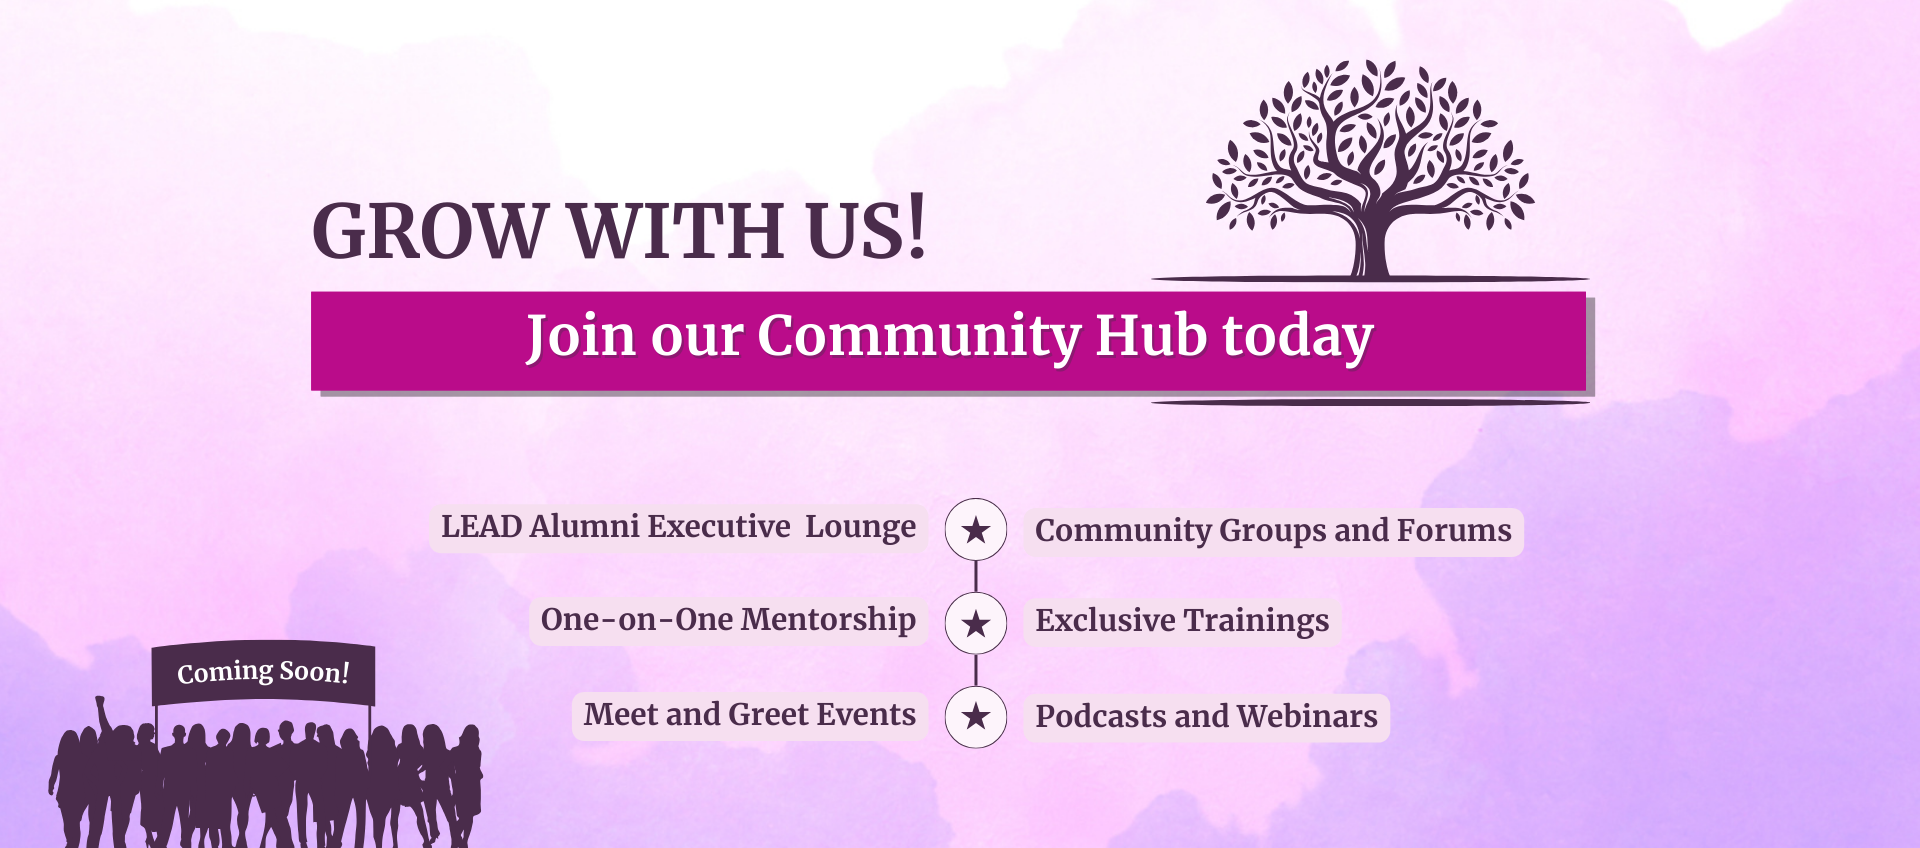 GROW WITH US!
Join our Community Hub today
LEAD Alumni Executive Lounge
Community Groups and Forums
One-on-One Mentorship
Exclusive Trainings
Meet and Greet Events
Podcasts and Webinars
Coming Soon!